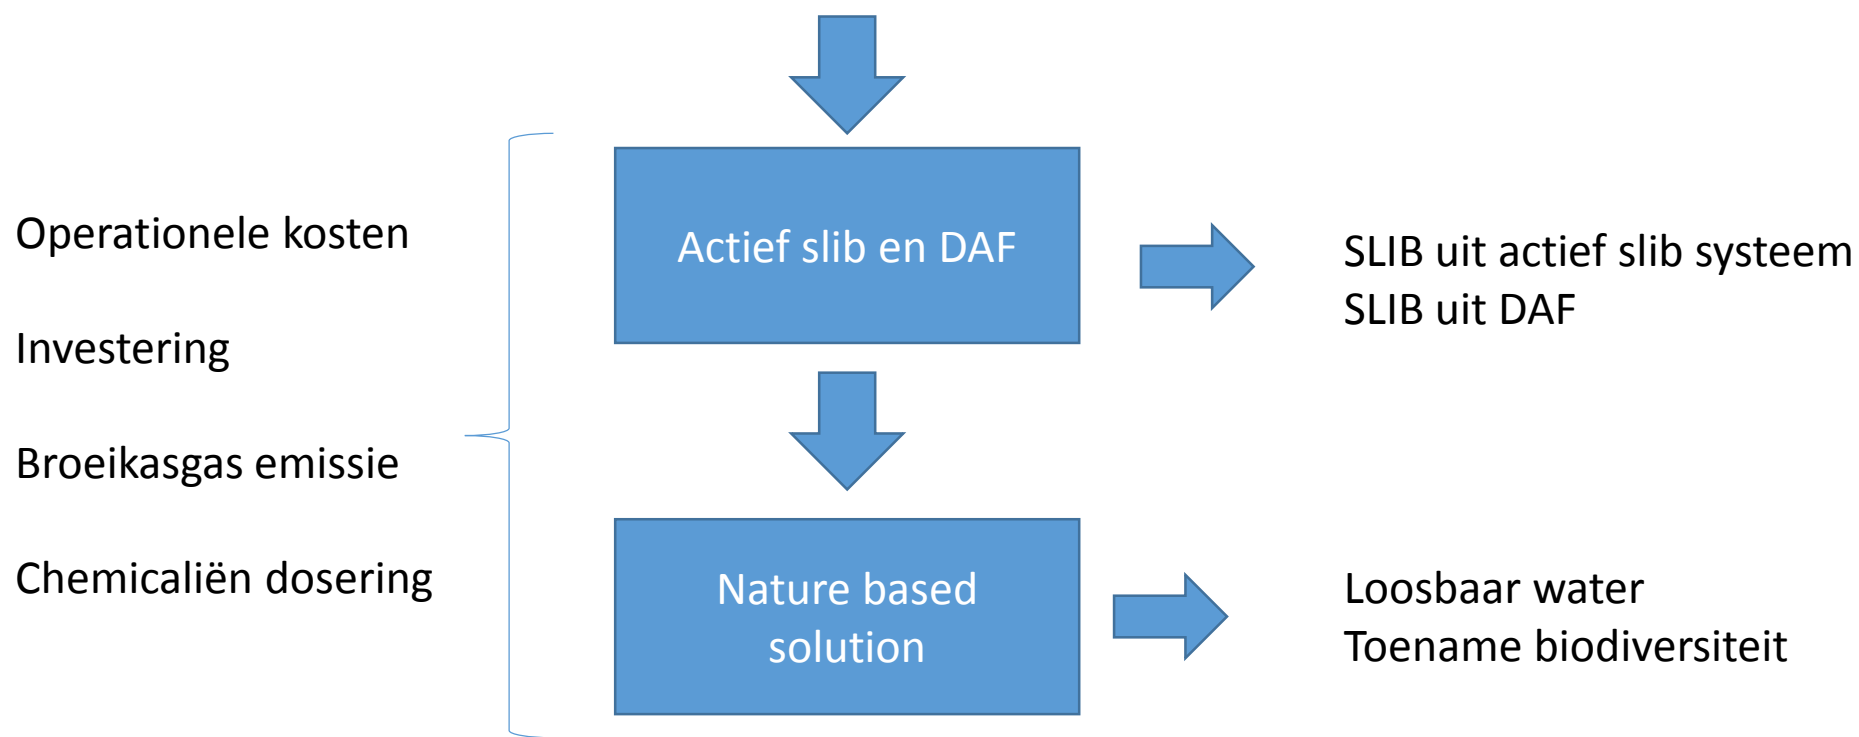 Operationele kosten
Investering
Broeikasgas emissie
Chemicaliën dosering
Actief slib en DAF
SLIB uit actief slib systeem
SLIB uit DAF
Nature based
solution
Loosbaar water
Toename biodiversiteit